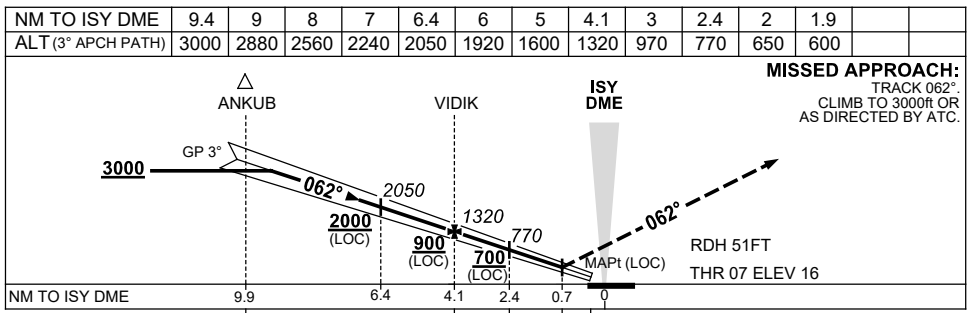 NM TO ISY DME 9.4 9 8 7 6.4 6 5 4.1 3 2.4 2 1.9
ALT (3° APCH PATH) 3000 2880 2560 2240 2050 1920 1600 1320 970 770 650 600
MISSED APPROACH:
TRACK 062°.
CLIMB TO 3000ft OR
AS DIRECTED BY ATC.
ANKUB
VIDIK
ISY
DME
GP 3°
3000
062°
2050
2000
(LOC)
1320
900
(LOC)
770
700
(LOC)
MAPt (LOC)
062°
RDH 51FT
THR 07 ELEV 16
NM TO ISY DME 9.9 6.4 4.1 2.4 0.7 0